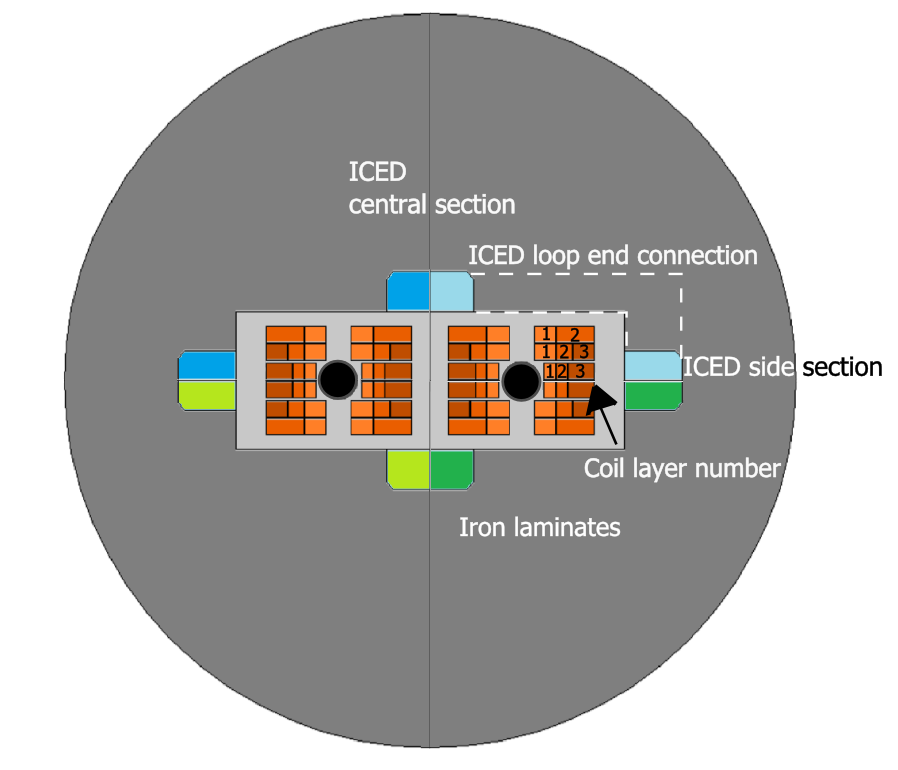 ICED
central section
ICED loop end connection
1 2
1 2 3
1 2 3
ICED side section
Coil layer number
Iron laminates